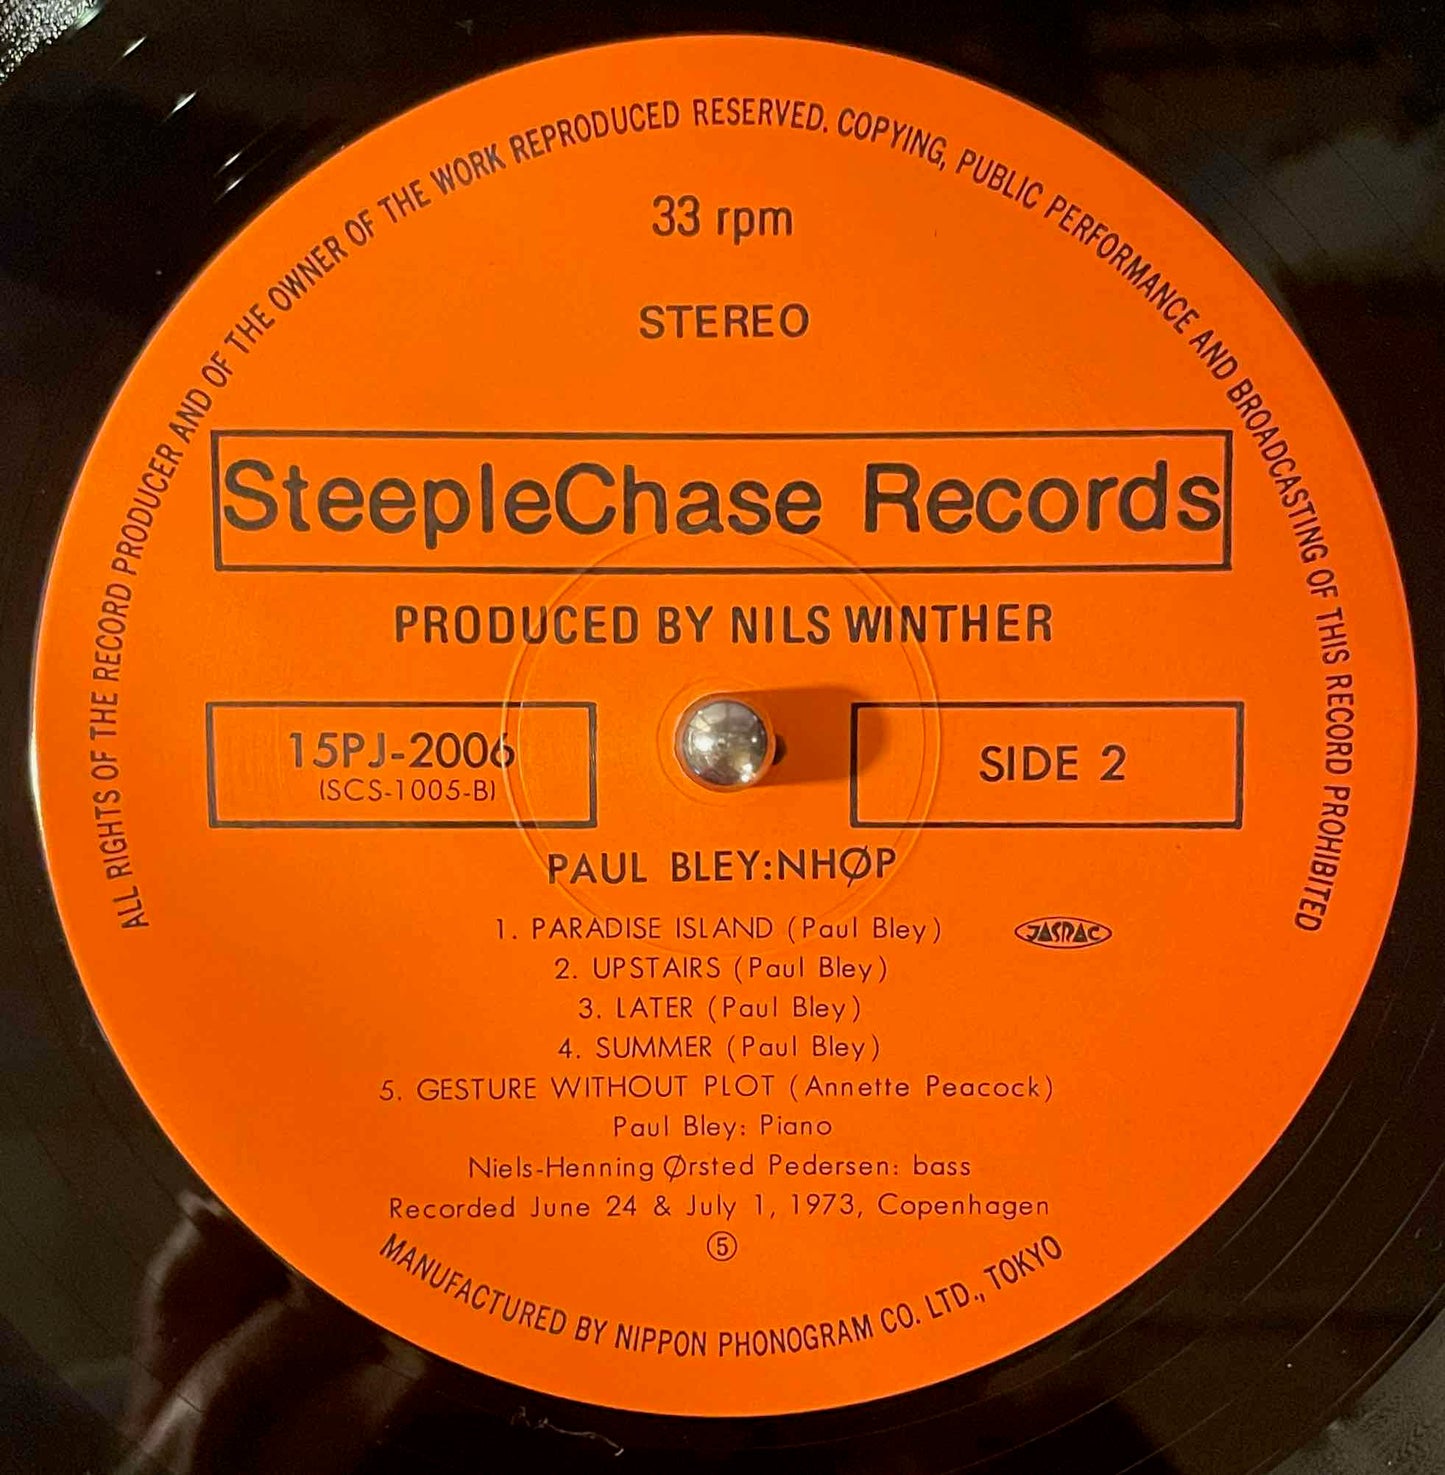 ALL RIGHTS OF THE RECORD PRODUCER AND OF THE OWNER OF THE WORK REPRODUCED RESERVED. COPYING, PUBLIC PERFORMANCE AND BROADCASTING OF THIS RECORD PROHIBITED
33 rpm
STEREO
SteepleChase Records
PRODUCED BY NILS WINTHER
15PJ-2006
(SCS-1005-B)
SIDE 2
PAUL BLEY:NHØP
1. PARADISE ISLAND (Paul Bley)
JASRAC
2. UPSTAIRS (Paul Bley)
3. LATER (Paul Bley)
4. SUMMER (Paul Bley)
5. GESTURE WITHOUT PLOT (Annette Peacock)
Paul Bley: Piano
Niels-Henning Ørsted Pedersen: bass
Recorded June 24 & July 1, 1973, Copenhagen
⑤
MANUFACTURED BY NIPPON PHONOGRAM CO. LTD., TOKYO